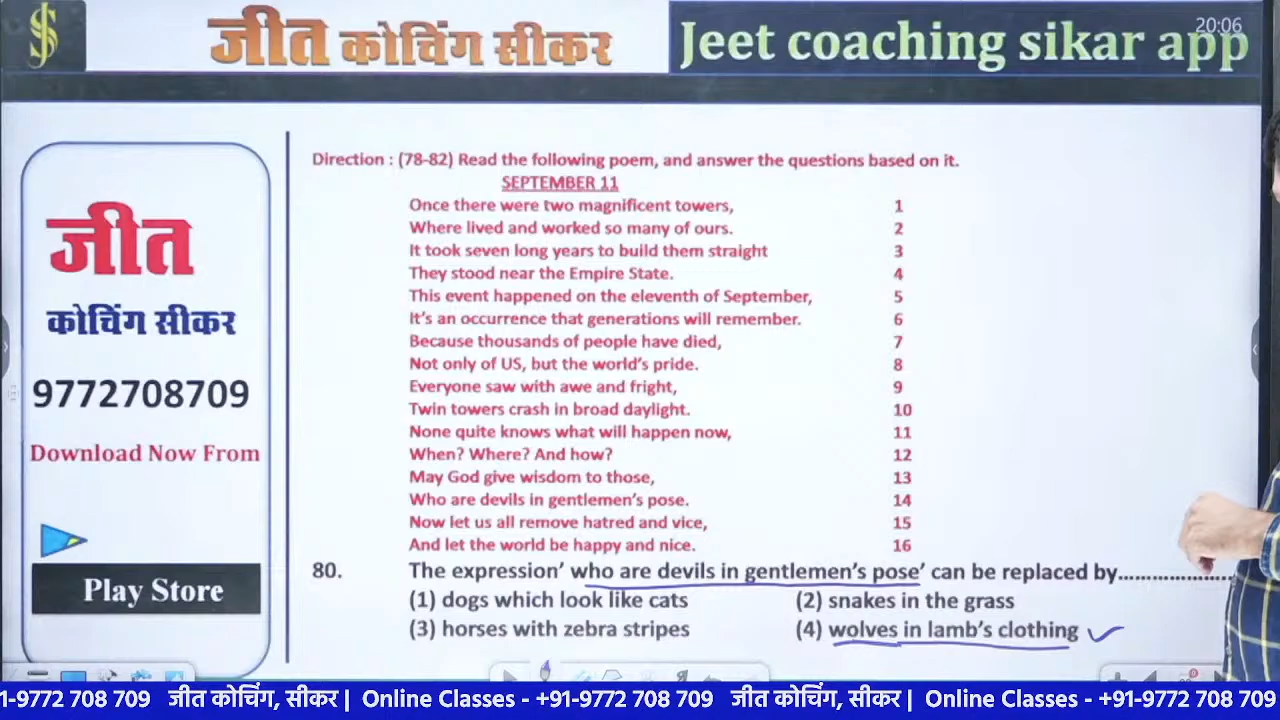 जीत कोचिंग सीकर
Jeet coaching sikar app
20:06
जीत
कोचिंग सीकर
9772708709
Download Now From
Play Store
Direction : (78-82) Read the following poem, and answer the questions based on it.
SEPTEMBER 11
Once there were two magnificent towers, 1
Where lived and worked so many of ours. 2
It took seven long years to build them straight 3
They stood near the Empire State. 4
This event happened on the eleventh of September, 5
It's an occurrence that generations will remember. 6
Because thousands of people have died, 7
Not only of US, but the world's pride. 8
Everyone saw with awe and fright, 9
Twin towers crash in broad daylight. 10
None quite knows what will happen now, 11
When? Where? And how? 12
May God give wisdom to those, 13
Who are devils in gentlemen's pose. 14
Now let us all remove hatred and vice, 15
And let the world be happy and nice. 16
80. The expression' who are devils in gentlemen's pose' can be replaced by.....................
(1) dogs which look like cats (2) snakes in the grass
(3) horses with zebra stripes (4) wolves in lamb's clothing
1-9772 708 709 जीत कोचिंग, सीकर | Online Classes - +91-9772 708 709 जीत कोचिंग, सीकर | Online Classes - +91-9772 708 709